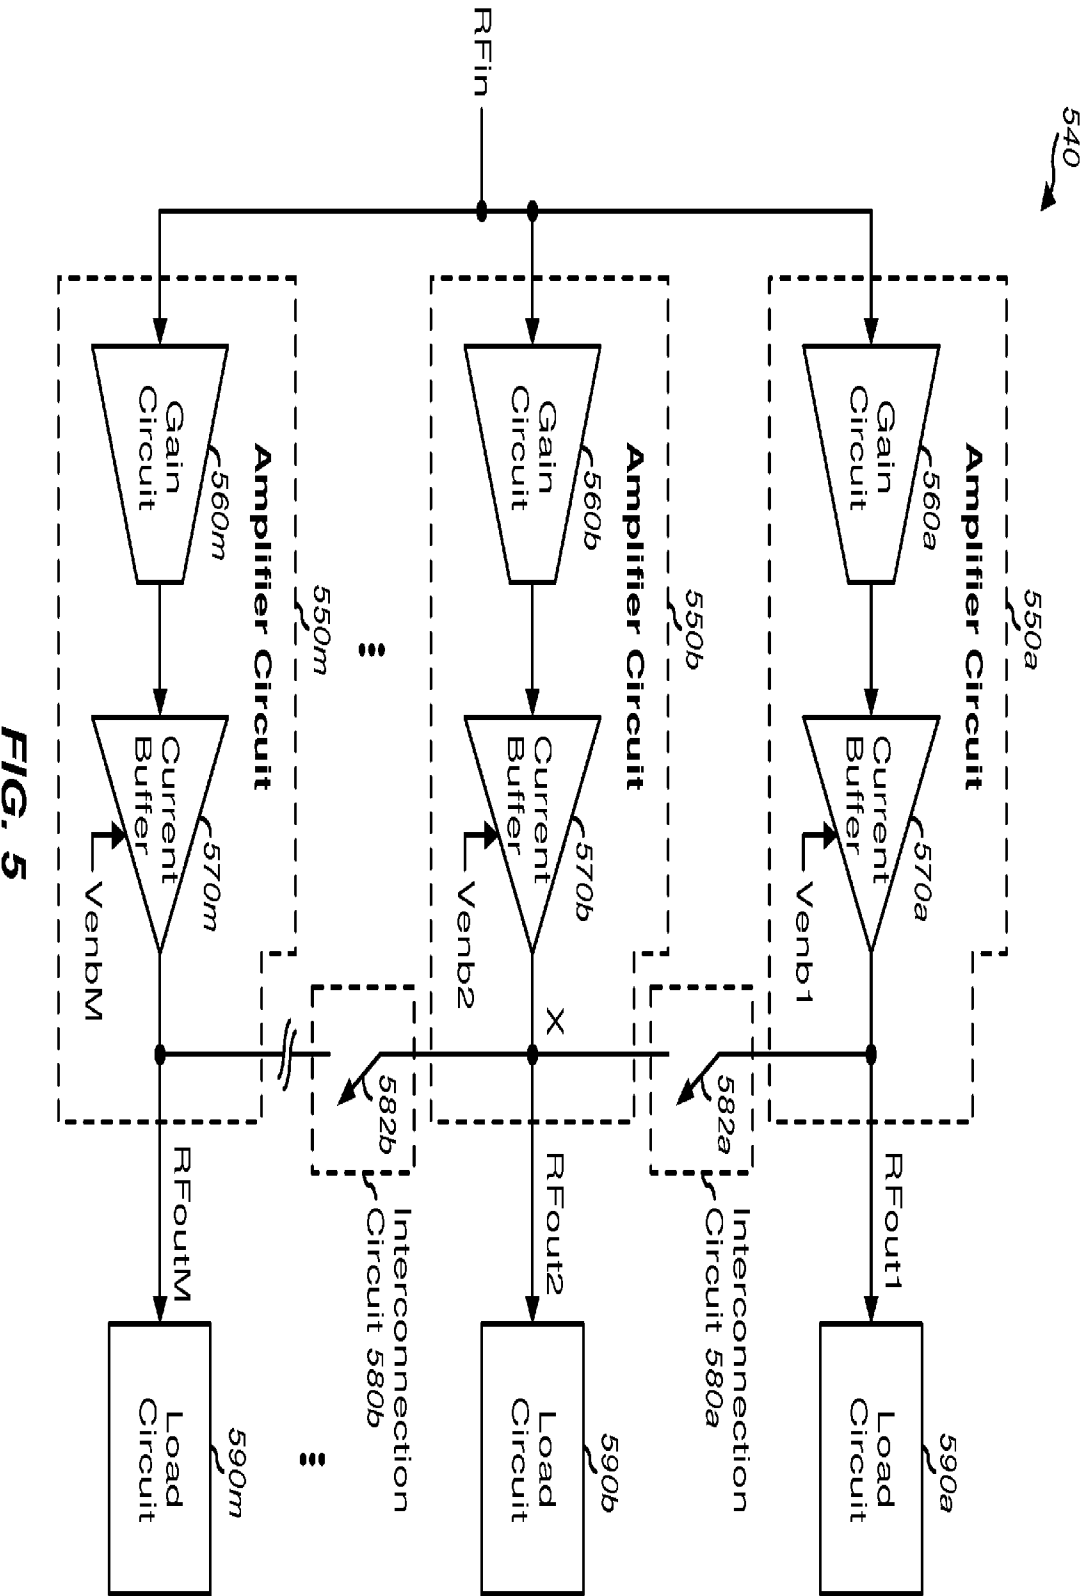 540
550a
Amplifier Circuit
560a
Gain
Circuit
570a
Current
Buffer
Venb1
RFout1
590a
Load
Circuit
582a
Interconnection
Circuit 580a
550b
Amplifier Circuit
560b
Gain
Circuit
570b
Current
Buffer
Venb2
X
RFout2
590b
Load
Circuit
RFin
582b
Interconnection
Circuit 580b
550m
Amplifier Circuit
560m
Gain
Circuit
570m
Current
Buffer
VenbM
RFoutM
590m
Load
Circuit
FIG. 5